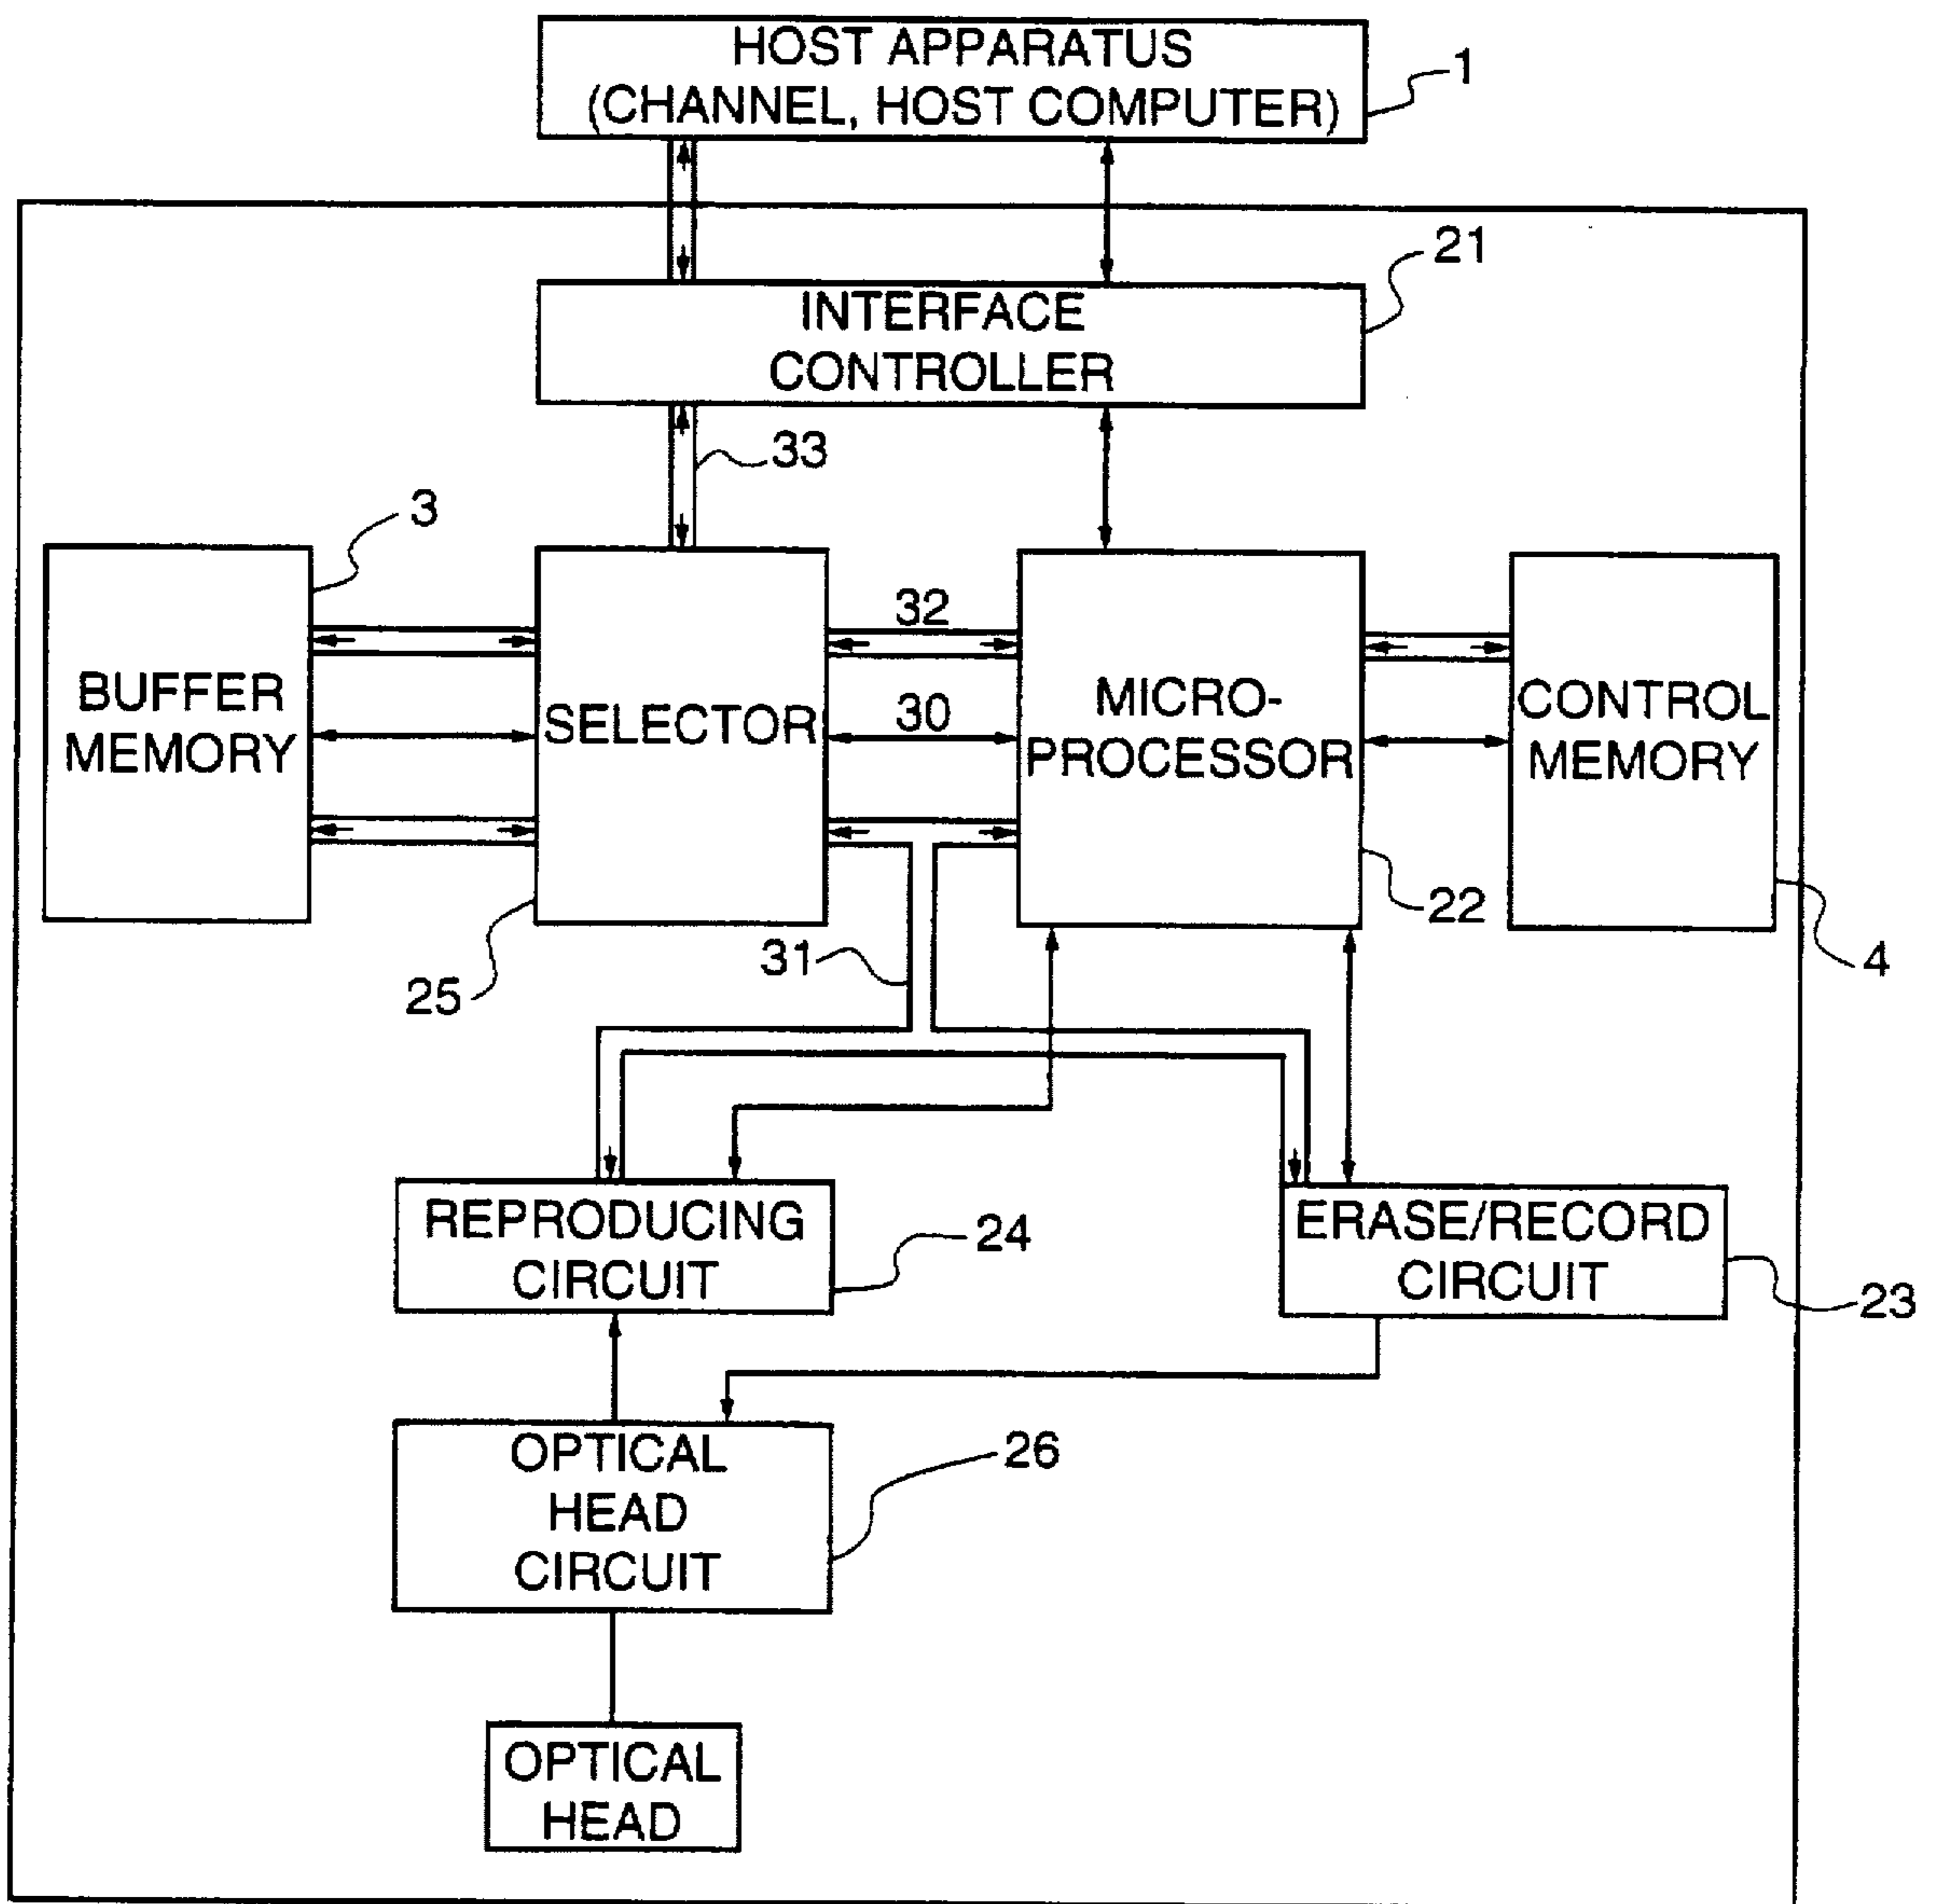 HOST APPARATUS
(CHANNEL, HOST COMPUTER)
1
21
INTERFACE
CONTROLLER
33
3
32
BUFFER
MEMORY
SELECTOR
30
MICRO-
PROCESSOR
CONTROL
MEMORY
22
25
31
4
REPRODUCING
CIRCUIT
24
ERASE/RECORD
CIRCUIT
23
OPTICAL
HEAD
CIRCUIT
26
OPTICAL
HEAD